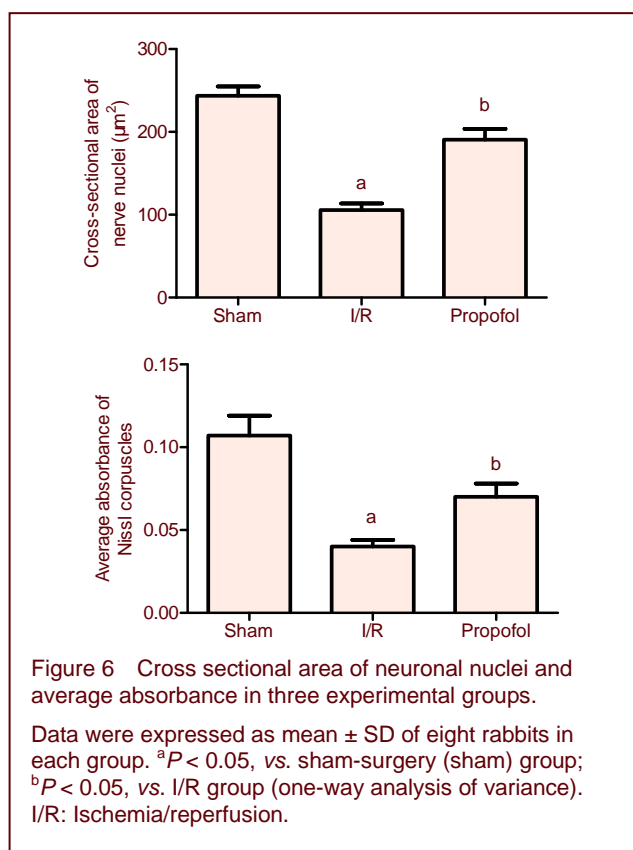 300
200
100
0
Cross-sectional area of
nerve nuclei (µm²)
a
b
Sham I/R Propofol
0.15
0.10
0.05
0.00
Average absorbance of
Nissl corpuscles
a
b
Sham I/R Propofol
Figure 6 Cross sectional area of neuronal nuclei and
average absorbance in three experimental groups.
Data were expressed as mean ± SD of eight rabbits in
each group. ᵃP < 0.05, vs. sham-surgery (sham) group;
ᵇP < 0.05, vs. I/R group (one-way analysis of variance).
I/R: Ischemia/reperfusion.